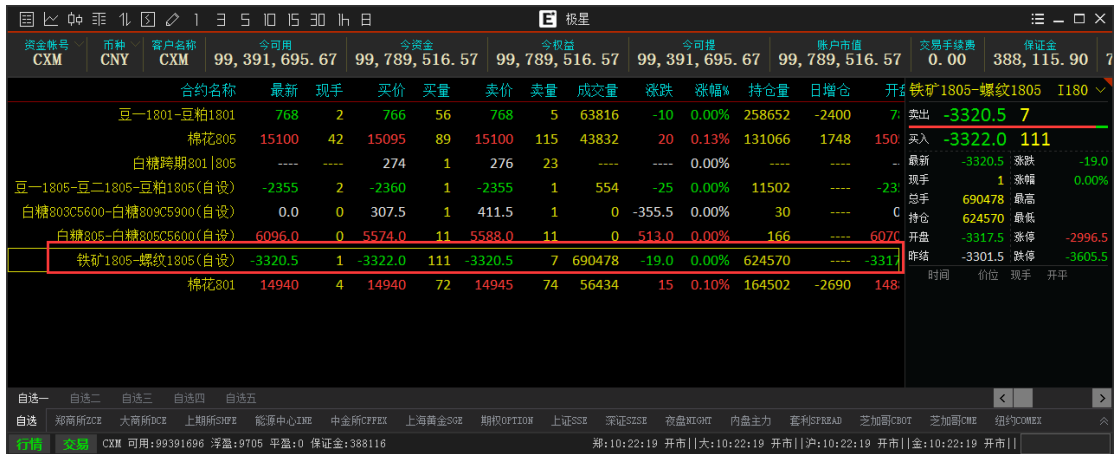 1 3 5 10 15 30 1h 日 E 极星
资金帐号 币种 客户名称 今可用 今资金 今权益 今可提 账户市值 交易手续费 保证金
CXM CNY CXM 99,391,695.67 99,789,516.57 99,789,516.57 99,391,695.67 99,789,516.57 0.00 388,115.90 7
合约名称 最新 现手 买价 买量 卖价 卖量 成交量 涨跌 涨幅% 持仓量 日增仓 开盘
豆一1801-豆粕1801 768 2 766 56 768 5 63816 -10 0.00% 258652 -2400
棉花805 15100 42 15095 89 15100 115 43832 20 0.13% 131066 1748 150
白糖跨期801|805 ---- ---- 274 1 276 23 ---- ---- 0.00% ---- ---- --
豆一1805-豆二1805-豆粕1805(自设) -2355 2 -2360 1 -2355 1 554 -25 0.00% 11502 ---- -23
白糖803C5600-白糖809C5900(自设) 0.0 0 307.5 1 411.5 1 0 -355.5 0.00% 30 ---- 0
白糖805-白糖805C5600(自设) 6096.0 0 5574.0 11 5588.0 11 0 513.0 0.00% 166 ---- 6070
铁矿1805-螺纹1805(自设) -3320.5 1 -3322.0 111 -3320.5 7 690478 -19.0 0.00% 624570 ---- -3317
棉花801 14940 4 14940 72 14945 74 56434 15 0.10% 164502 -2690 148
铁矿1805-螺纹1805 I180
卖出 -3320.5 7
买入 -3322.0 111
最新 -3320.5 涨跌 -19.0
现手 1 涨幅 0.00%
总手 690478 最高
持仓 624570 最低
开盘 -3317.5 涨停 -2996.5
昨结 -3301.5 跌停 -3605.5
时间 价位 现手 开平
自选一 自选二 自选三 自选四 自选五
自选 郑商所ZCE 大商所DCE 上期所SHFE 能源中心INE 中金所CFFEX 上海黄金SGE 期权OPTION 上证SSE 深证SZSE 夜盘NIGHT 内盘主力 套利SPREAD 芝加哥CBOT 芝加哥CME 纽约COMEX
行情 交易 CXM 可用:99391696 浮盈:9705 平盈:0 保证金:388116 郑:10:22:19 开市||大:10:22:19 开市||沪:10:22:19 开市||金:10:22:19 开市||